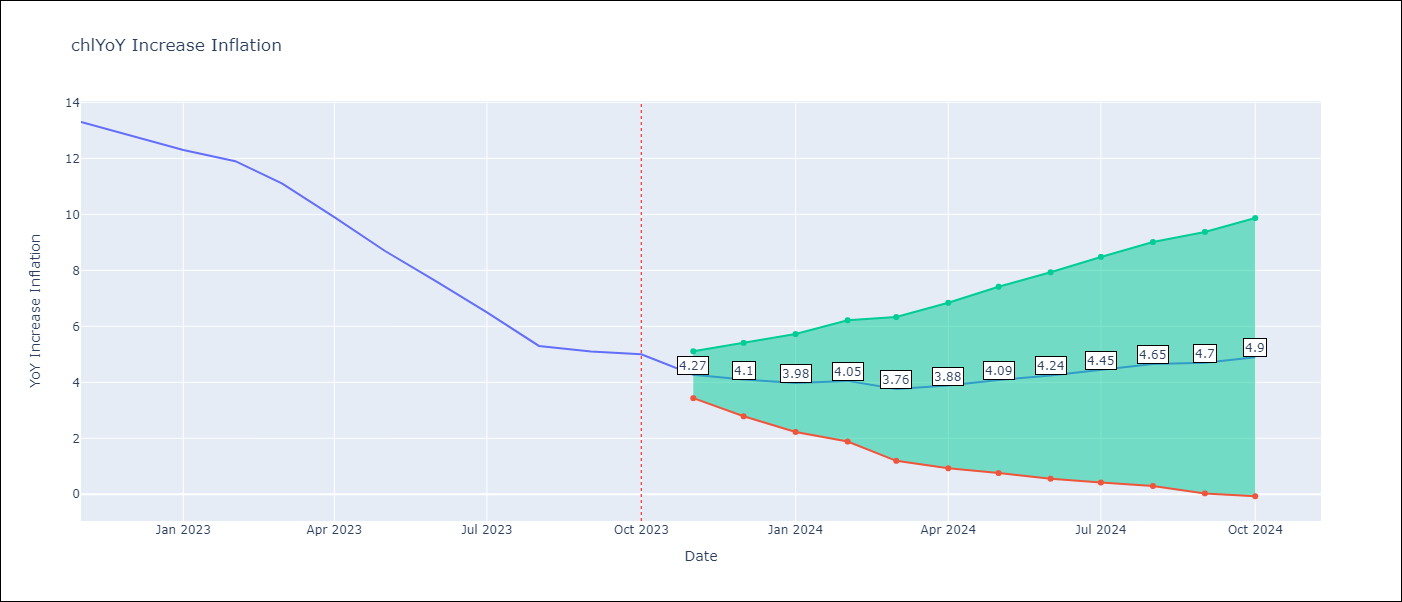 chlYoY Increase Inflation
YoY Increase Inflation
14
12
10
8
6
4
2
0
4.27
4.1
3.98
4.05
3.76
3.88
4.09
4.24
4.45
4.65
4.7
4.9
Jan 2023
Apr 2023
Jul 2023
Oct 2023
Jan 2024
Apr 2024
Jul 2024
Oct 2024
Date